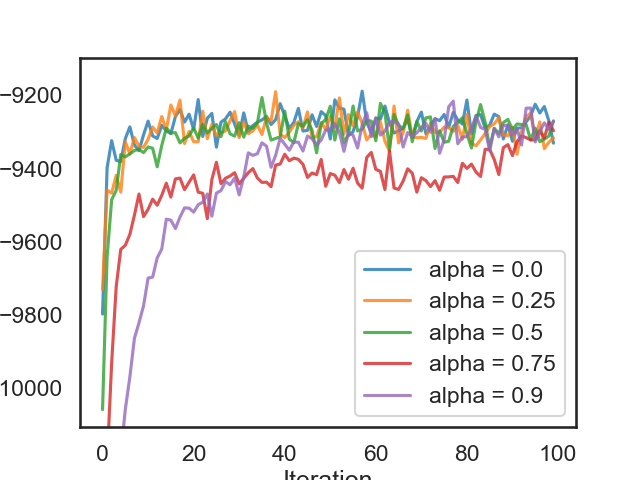 −9200
−9400
−9600
−9800
10000
0 20 40 60 80 100
Iteration
alpha = 0.0
alpha = 0.25
alpha = 0.5
alpha = 0.75
alpha = 0.9